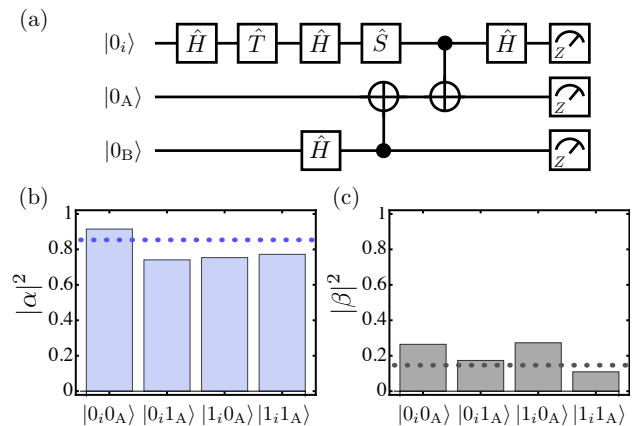 (a)
|0ᵢ⟩ Ĥ T̂ Ĥ Ŝ Ĥ Z
|0_A⟩ Z
|0_B⟩ Ĥ Z
(b) (c)
1 1
0.8 0.8
0.6 0.6
0.4 0.4
0.2 0.2
0 0
|α|² |β|²
|0ᵢ0_A⟩ |0ᵢ1_A⟩ |1ᵢ0_A⟩ |1ᵢ1_A⟩ |0ᵢ0_A⟩ |0ᵢ1_A⟩ |1ᵢ0_A⟩ |1ᵢ1_A⟩